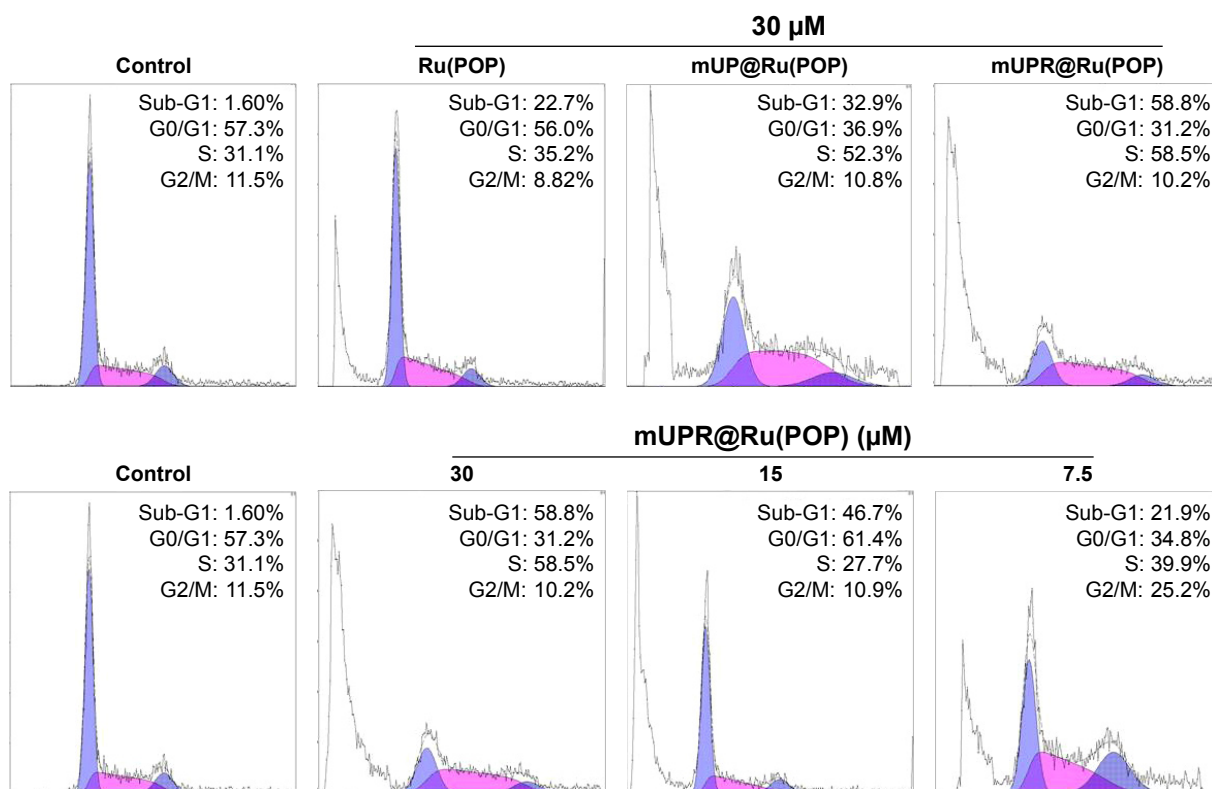 30 μM
Control
Ru(POP)
mUP@Ru(POP)
mUPR@Ru(POP)
Sub-G1: 1.60%
G0/G1: 57.3%
S: 31.1%
G2/M: 11.5%
Sub-G1: 22.7%
G0/G1: 56.0%
S: 35.2%
G2/M: 8.82%
Sub-G1: 32.9%
G0/G1: 36.9%
S: 52.3%
G2/M: 10.8%
Sub-G1: 58.8%
G0/G1: 31.2%
S: 58.5%
G2/M: 10.2%
mUPR@Ru(POP) (μM)
Control
30
15
7.5
Sub-G1: 1.60%
G0/G1: 57.3%
S: 31.1%
G2/M: 11.5%
Sub-G1: 58.8%
G0/G1: 31.2%
S: 58.5%
G2/M: 10.2%
Sub-G1: 46.7%
G0/G1: 61.4%
S: 27.7%
G2/M: 10.9%
Sub-G1: 21.9%
G0/G1: 34.8%
S: 39.9%
G2/M: 25.2%